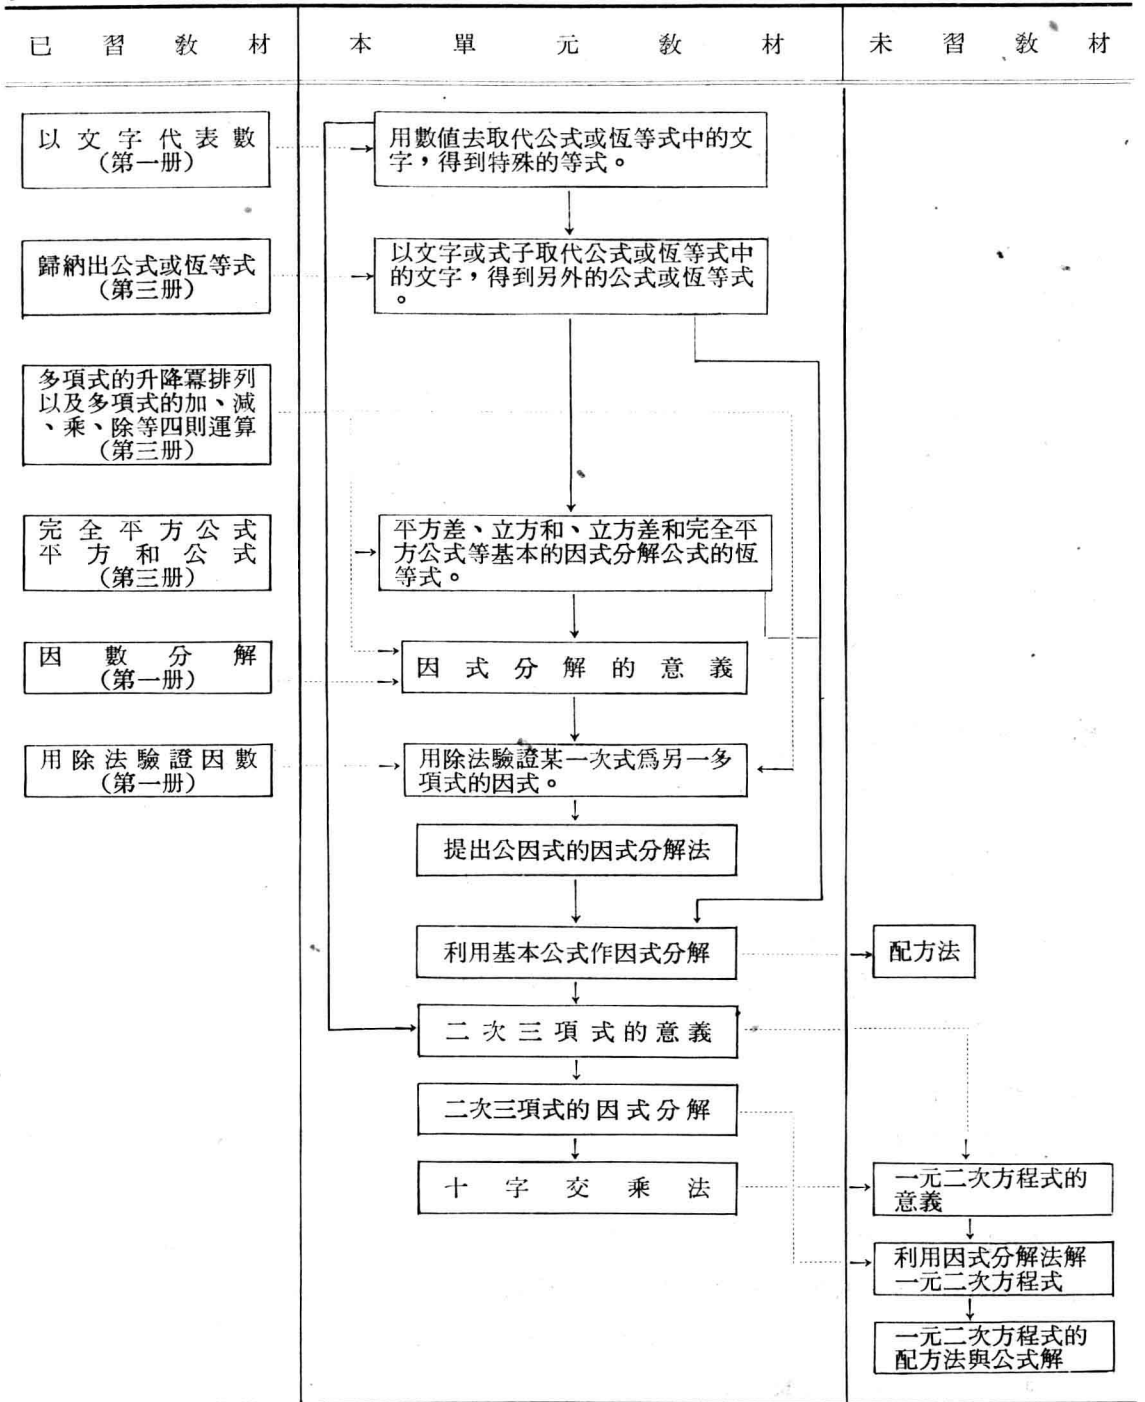 已習教材
本單元教材
未習教材
以文字代表數
(第一册)
用數值去取代公式或恆等式中的文
字，得到特殊的等式。
歸納出公式或恆等式
(第三册)
以文字或式子取代公式或恆等式中
的文字，得到另外的公式或恆等式
。
多項式的升降冪排列
以及多項式的加、減
、乘、除等四則運算
(第三册)
完全平方公式
平方和公式
(第三册)
平方差、立方和、立方差和完全平
方公式等基本的因式分解公式的恆
等式。
因數分解
(第一册)
因式分解的意義
用除法驗證因數
(第一册)
用除法驗證某一次式爲另一多
項式的因式。
提出公因式的因式分解法
利用基本公式作因式分解
配方法
二次三項式的意義
二次三項式的因式分解
十字交乘法
一元二次方程式的
意義
利用因式分解法解
一元二次方程式
一元二次方程式的
配方法與公式解